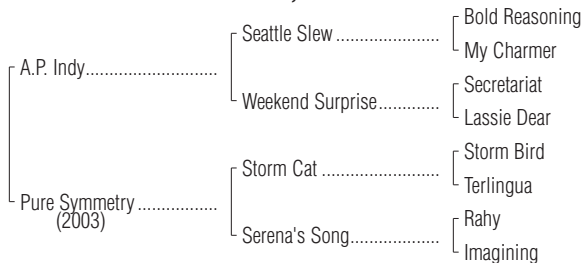 Bold Reasoning
Seattle Slew ........................
My Charmer
A.P. Indy..............................
Secretariat
Weekend Surprise..............
Lassie Dear
Storm Bird
Storm Cat ...........................
Terlingua
Pure Symmetry ..................
(2003)
Rahy
Serena's Song....................
Imagining